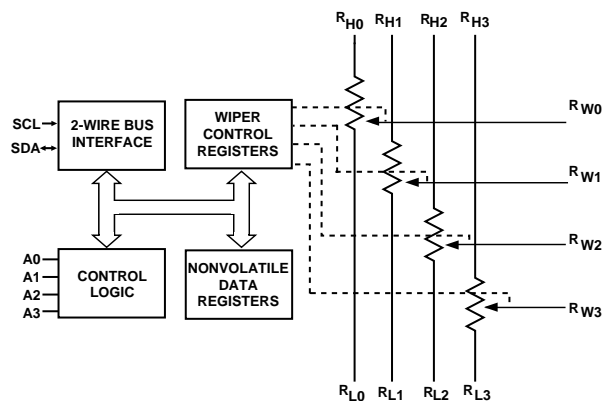 RH0 RH1 RH2 RH3
SCL
SDA
2-WIRE BUS
INTERFACE
WIPER
CONTROL
REGISTERS
RW0
RW1
RW2
RW3
A0
A1
A2
A3
CONTROL
LOGIC
NONVOLATILE
DATA
REGISTERS
RL0 RL1 RL2 RL3